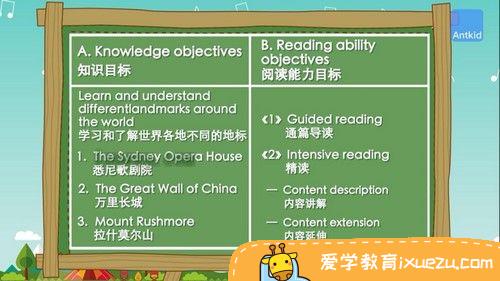 Antkid
A. Knowledge objectives
知识目标
Learn and understand
differentlandmarks around
the world
学习和了解世界各地不同的地标
1. The Sydney Opera House
悉尼歌剧院
2. The Great Wall of China
万里长城
3. Mount Rushmore
拉什莫尔山
B. Reading ability
objectives
阅读能力目标
《1》 Guided reading
通篇导读
《2》 Intensive reading
精读
— Content description
内容讲解
— Content extension
内容延伸
爱学教育ixuezu.com